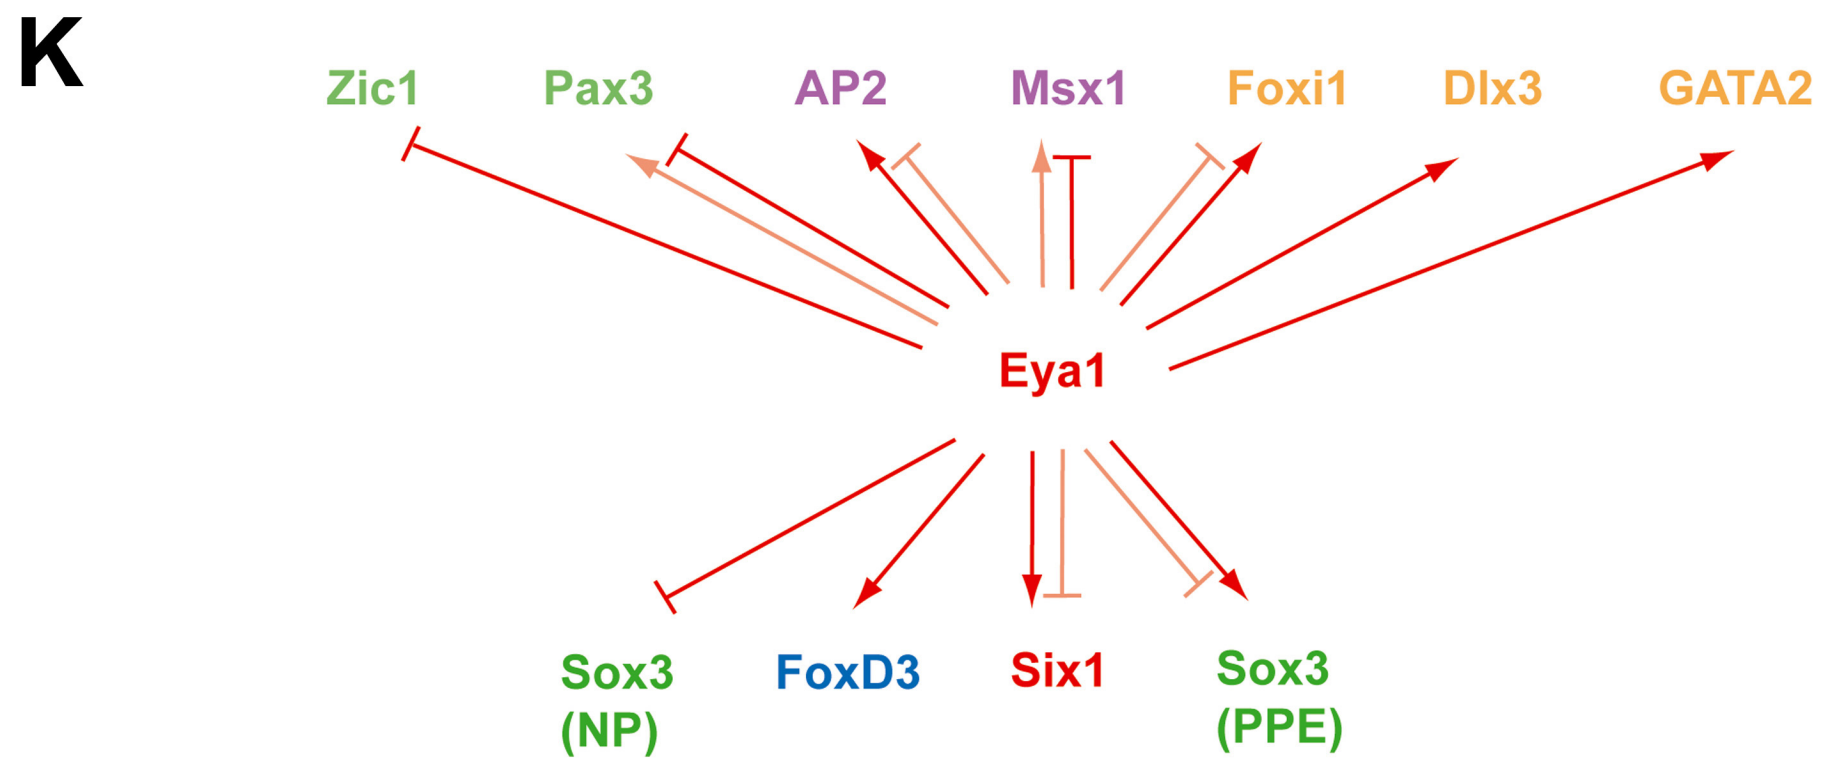 K
Zic1 Pax3 AP2 Msx1 Foxi1 Dlx3 GATA2
Eya1
Sox3 FoxD3 Six1 Sox3
(NP) (PPE)